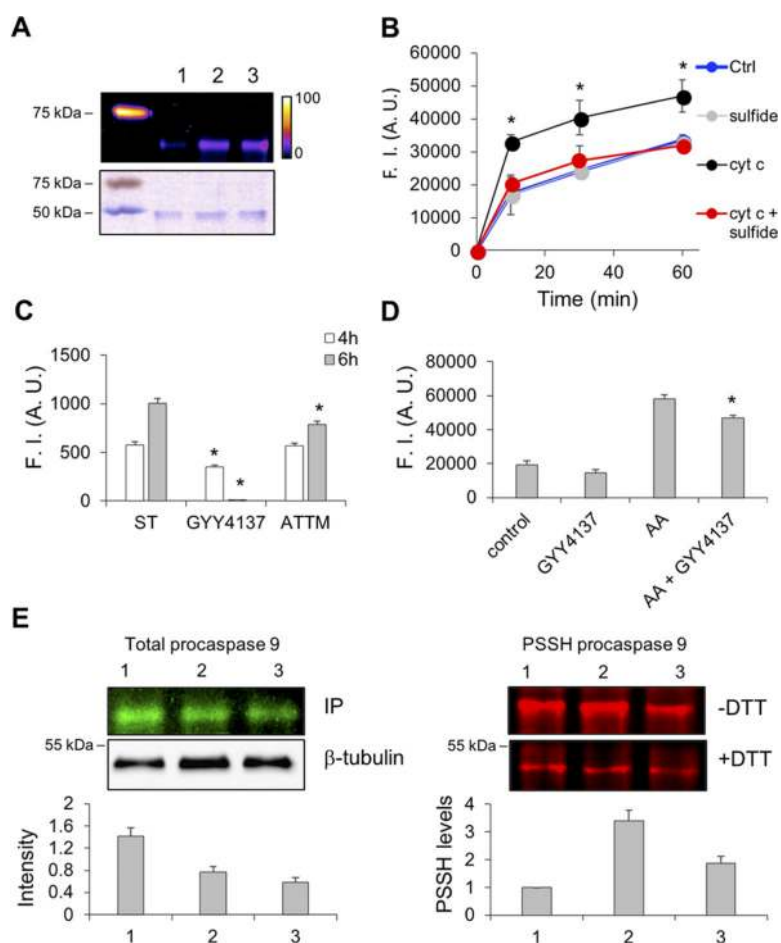 A
1 2 3
75 kDa
100
0
75 kDa
50 kDa
B
F. I. (A. U.)
60000
50000
40000
30000
20000
10000
0
* * *
0 20 40 60
Time (min)
Ctrl
sulfide
cyt c
cyt c +
sulfide
C
4h
6h
F. I. (A. U.)
1500
1000
500
0
* * *
ST GYY4137 ATTM
D
F. I. (A. U.)
80000
60000
40000
20000
0
*
control GYY4137 AA AA + GYY4137
E
Total procaspase 9
1 2 3
IP
55 kDa
β-tubulin
Intensity
2
1.6
1.2
0.8
0.4
0
1 2 3
PSSH procaspase 9
1 2 3
-DTT
55 kDa
+DTT
PSSH levels
5
4
3
2
1
0
1 2 3